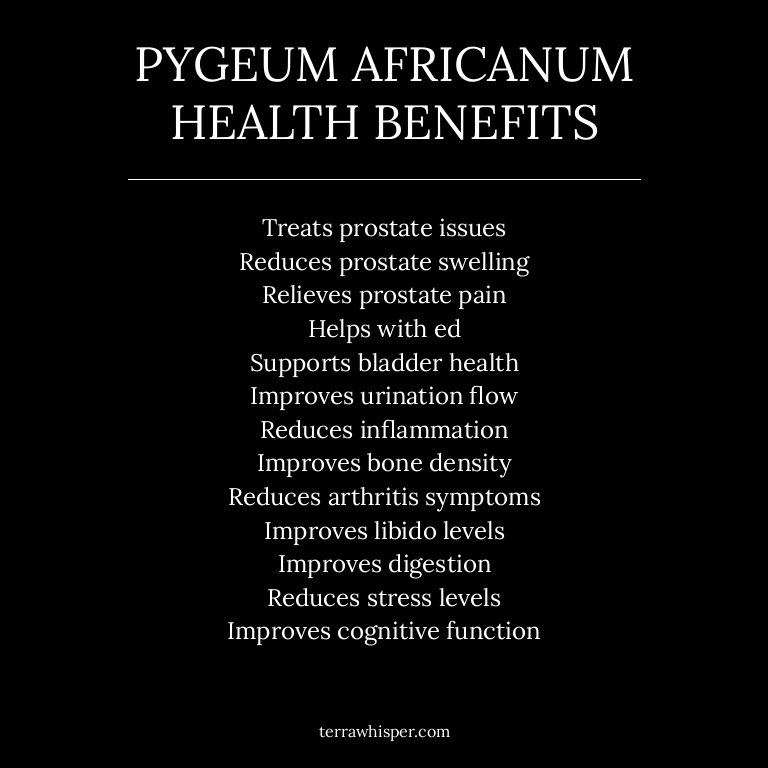 PYGEUM AFRICANUM
HEALTH BENEFITS
Treats prostate issues
Reduces prostate swelling
Relieves prostate pain
Helps with ed
Supports bladder health
Improves urination flow
Reduces inflammation
Improves bone density
Reduces arthritis symptoms
Improves libido levels
Improves digestion
Reduces stress levels
Improves cognitive function
terrawhisper.com